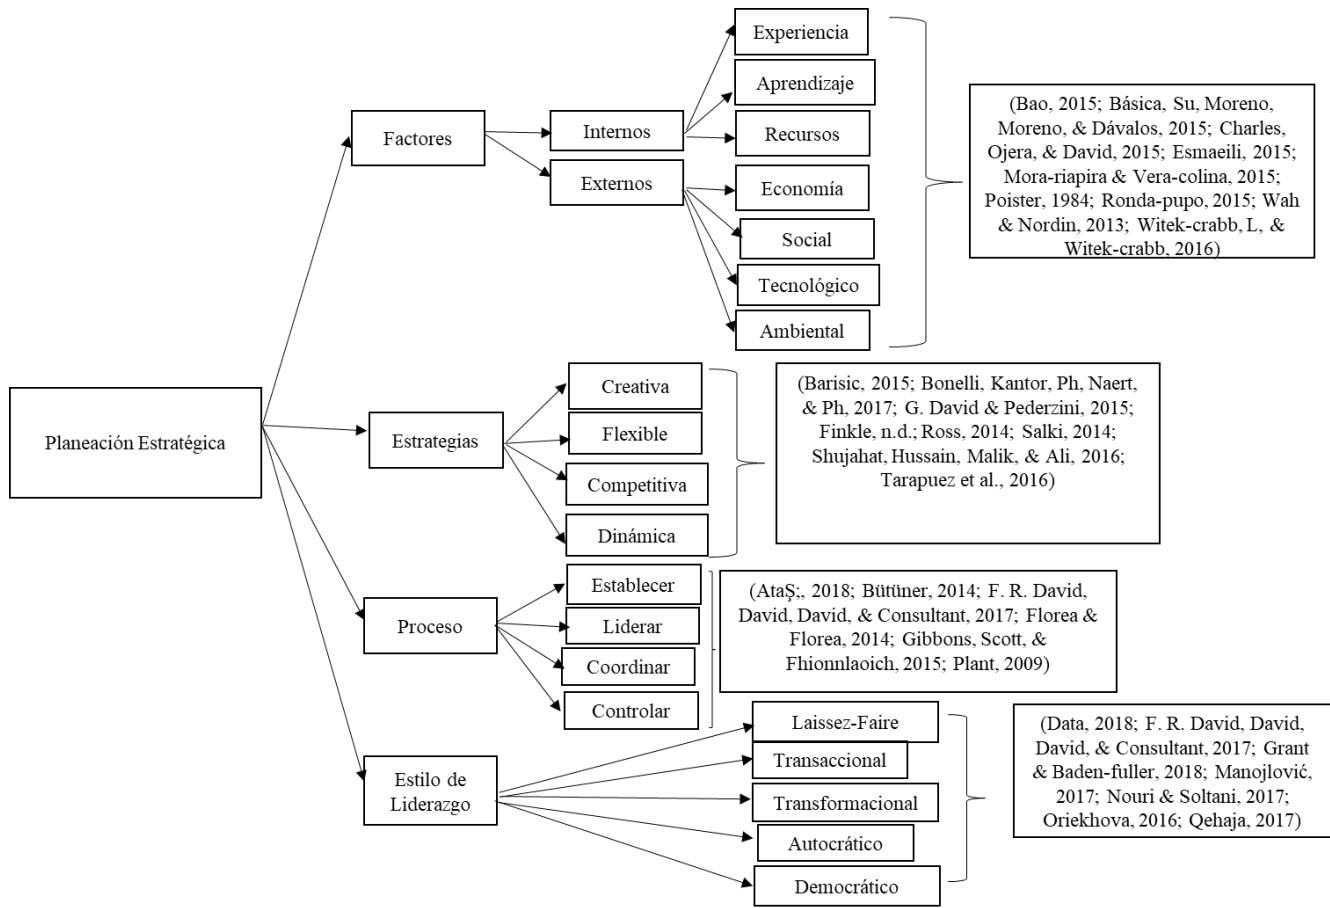 Planeación Estratégica
Factores
Internos
Externos
Experiencia
Aprendizaje
Recursos
Economía
Social
Tecnológico
Ambiental
(Bao, 2015; Básica, Su, Moreno,
Moreno, & Dávalos, 2015; Charles,
Ojera, & David, 2015; Esmaeili, 2015;
Mora-riapira & Vera-colina, 2015;
Poister, 1984; Ronda-pupo, 2015; Wah
& Nordin, 2013; Witek-crabb, L, &
Witek-crabb, 2016)
Estrategias
Creativa
Flexible
Competitiva
Dinámica
(Barisic, 2015; Bonelli, Kantor, Ph, Naert,
& Ph, 2017; G. David & Pederzini, 2015;
Finkle, n.d.; Ross, 2014; Salki, 2014;
Shujahat, Hussain, Malik, & Ali, 2016;
Tarapuez et al., 2016)
Proceso
Establecer
Liderar
Coordinar
Controlar
(AtaŞ;, 2018; Bütüner, 2014; F. R. David,
David, David, & Consultant, 2017; Florea &
Florea, 2014; Gibbons, Scott, &
Fhionnlaoich, 2015; Plant, 2009)
Estilo de
Liderazgo
Laissez-Faire
Transaccional
Transformacional
Autocrático
Democrático
(Data, 2018; F. R. David, David,
David, & Consultant, 2017; Grant
& Baden-fuller, 2018; Manojlović,
2017; Nouri & Soltani, 2017;
Oriekhova, 2016; Qehaja, 2017)